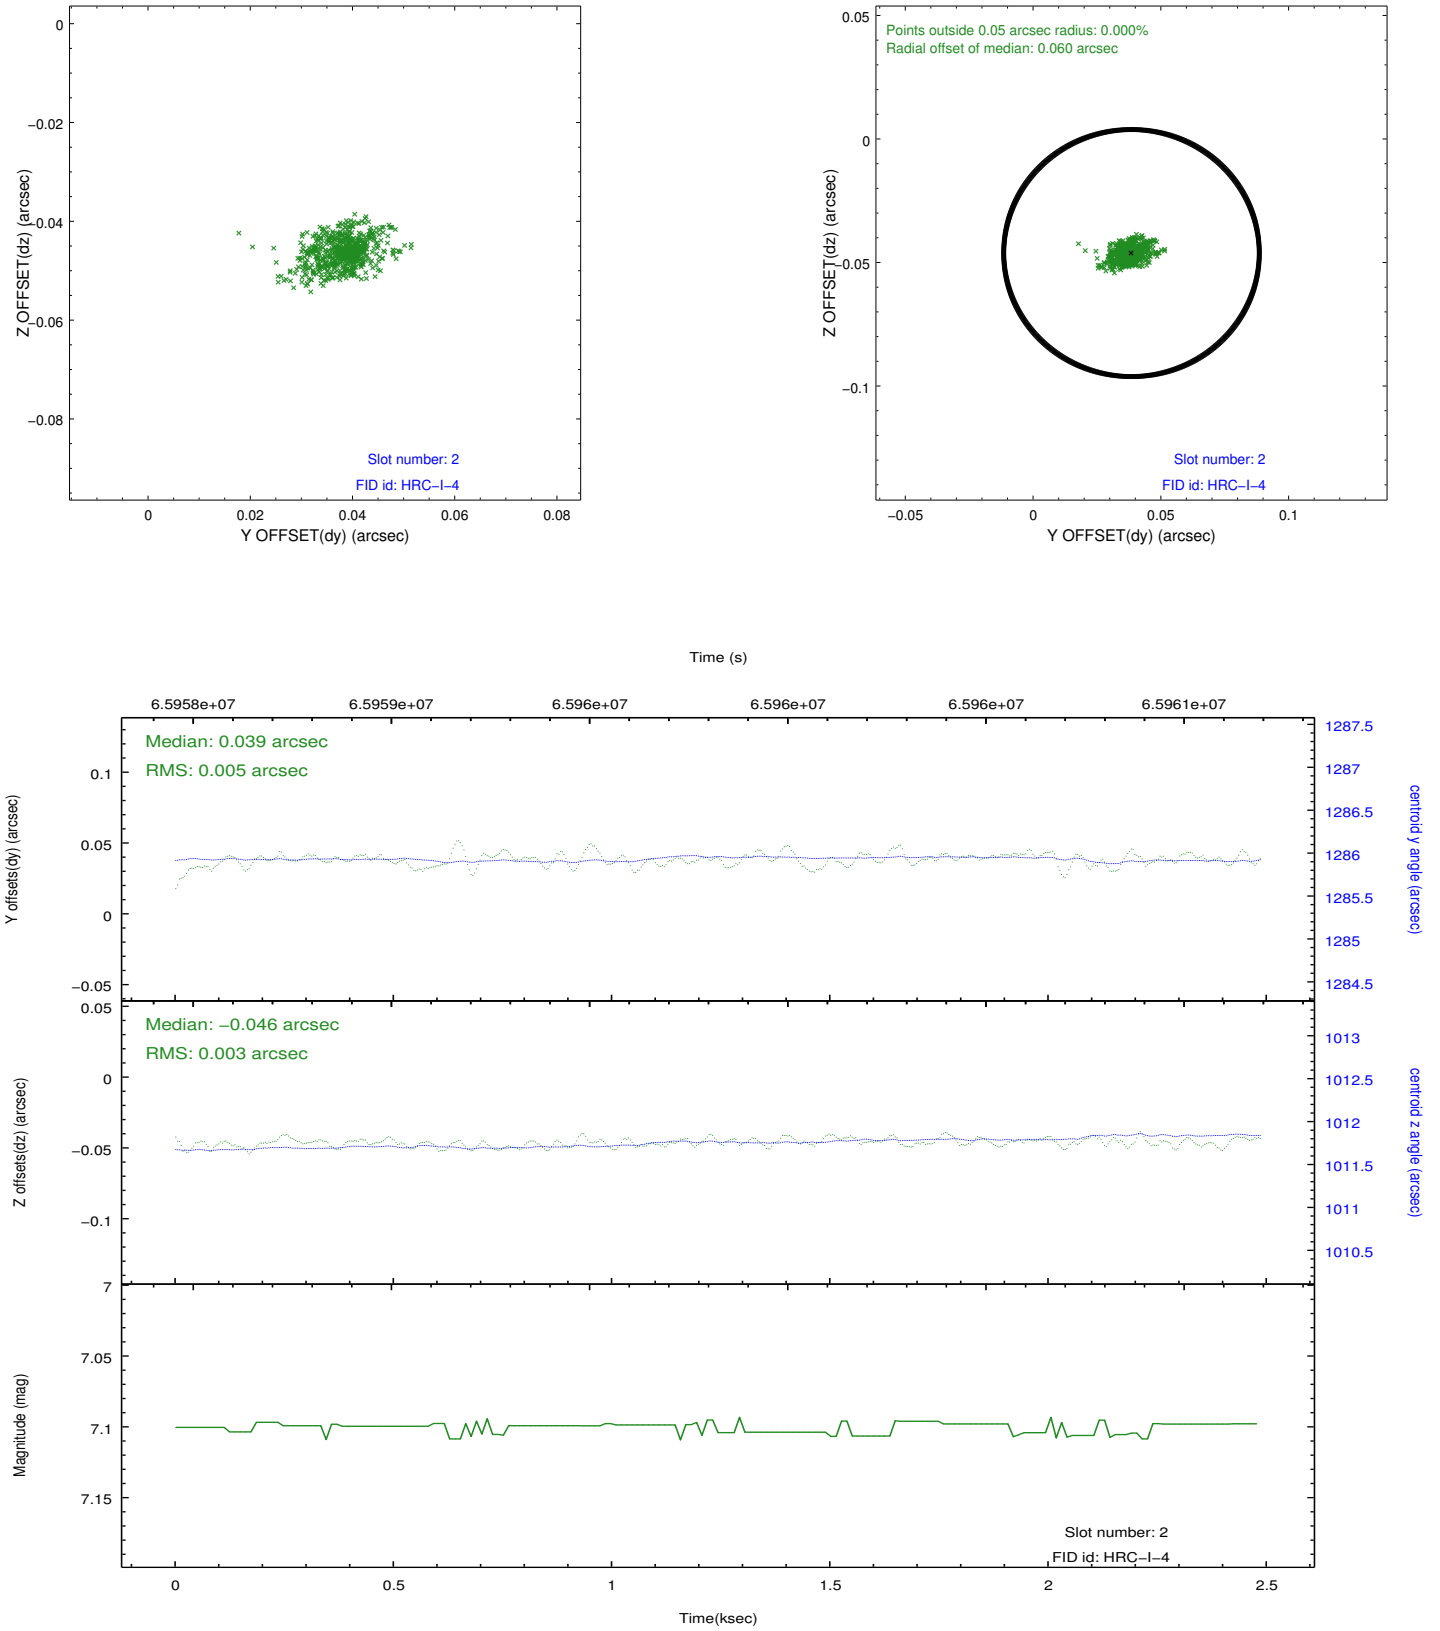 0
−0.02
−0.04
−0.06
−0.08
Z OFFSET(dz) (arcsec)
Slot number: 2
FID id: HRC−I−4
0 0.02 0.04 0.06 0.08
Y OFFSET(dy) (arcsec)
0.05
0
−0.05
−0.1
Z OFFSET(dz) (arcsec)
Points outside 0.05 arcsec radius: 0.000%
Radial offset of median: 0.060 arcsec
Slot number: 2
FID id: HRC−I−4
−0.05 0 0.05 0.1
Y OFFSET(dy) (arcsec)
Time (s)
6.5958e+07 6.5959e+07 6.596e+07 6.596e+07 6.596e+07 6.5961e+07
Median: 0.039 arcsec
RMS: 0.005 arcsec
0.1
0.05
0
−0.05
Y offsets(dy) (arcsec)
1287.5
1287
1286.5
1286
1285.5
1285
1284.5
centroid y angle (arcsec)
Median: −0.046 arcsec
RMS: 0.003 arcsec
0.05
0
−0.05
−0.1
Z offsets(dz) (arcsec)
1013
1012.5
1012
1011.5
1011
1010.5
centroid z angle (arcsec)
7
7.05
7.1
7.15
Magnitude (mag)
Slot number: 2
FID id: HRC−I−4
0 0.5 1 1.5 2 2.5
Time(ksec)